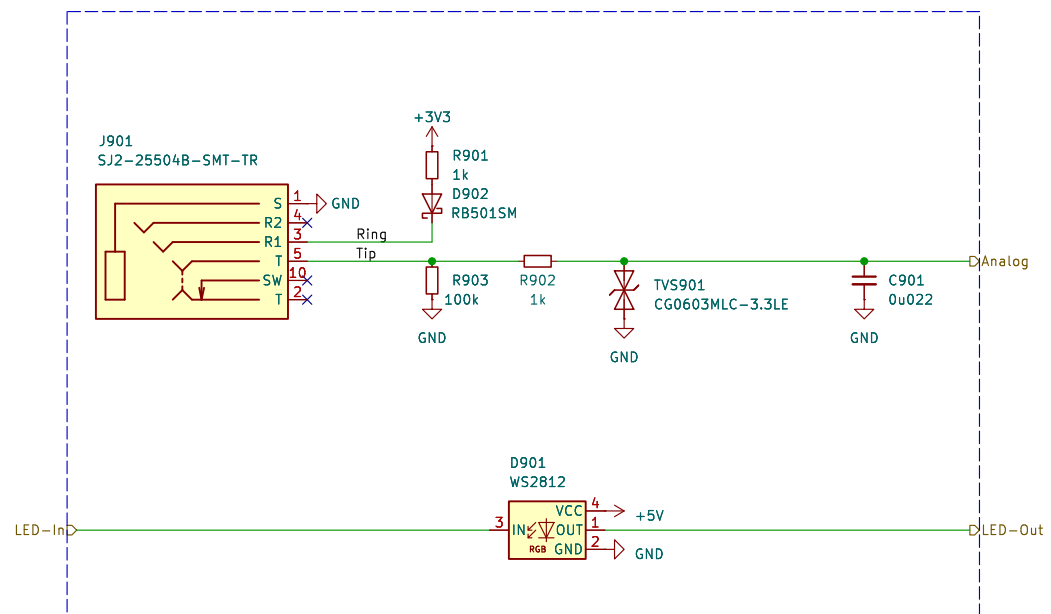 +3V3
J901
SJ2-25504B-SMT-TR
R901
1k
D902
RB501SM
S
1
GND
R2
4
R1
3
Ring
T
5
Tip
SW
10
T
2
R903
100k
GND
R902
1k
TVS901
CG0603MLC-3.3LE
GND
C901
0u022
GND
Analog
D901
WS2812
VCC
4
+5V
LED-In
3
IN
OUT
1
LED-Out
RGB
GND
2
GND